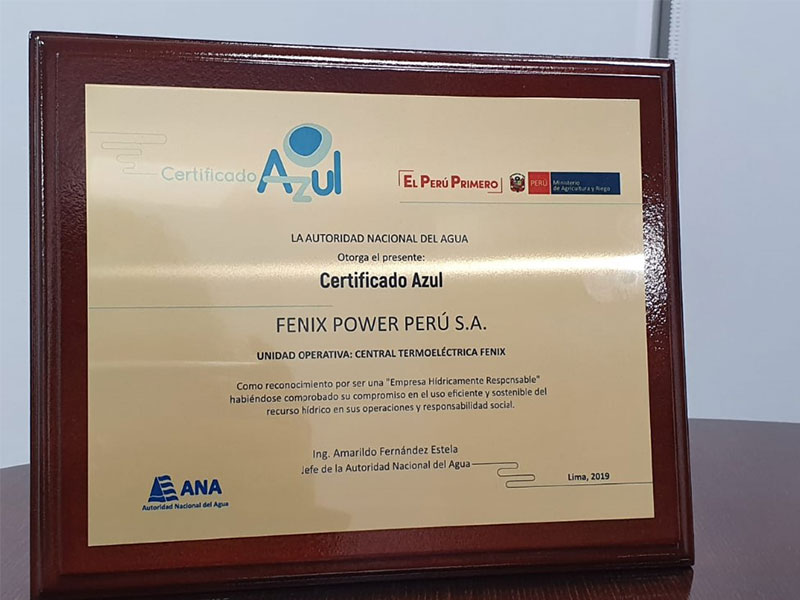 Certificado Azul
EL PERÚ PRIMERO
PERÚ
Ministerio
de Agricultura y Riego
LA AUTORIDAD NACIONAL DEL AGUA
Otorga el presente:
Certificado Azul
FENIX POWER PERÚ S.A.
UNIDAD OPERATIVA: CENTRAL TERMOELÉCTRICA FENIX
Como reconocimiento por ser una "Empresa Hídricamente Responsable"
habiéndose comprobado su compromiso en el uso eficiente y sostenible del
recurso hídrico en sus operaciones y responsabilidad social.
Ing. Amarildo Fernández Estela
Jefe de la Autoridad Nacional del Agua
Lima, 2019
ANA
Autoridad Nacional del Agua